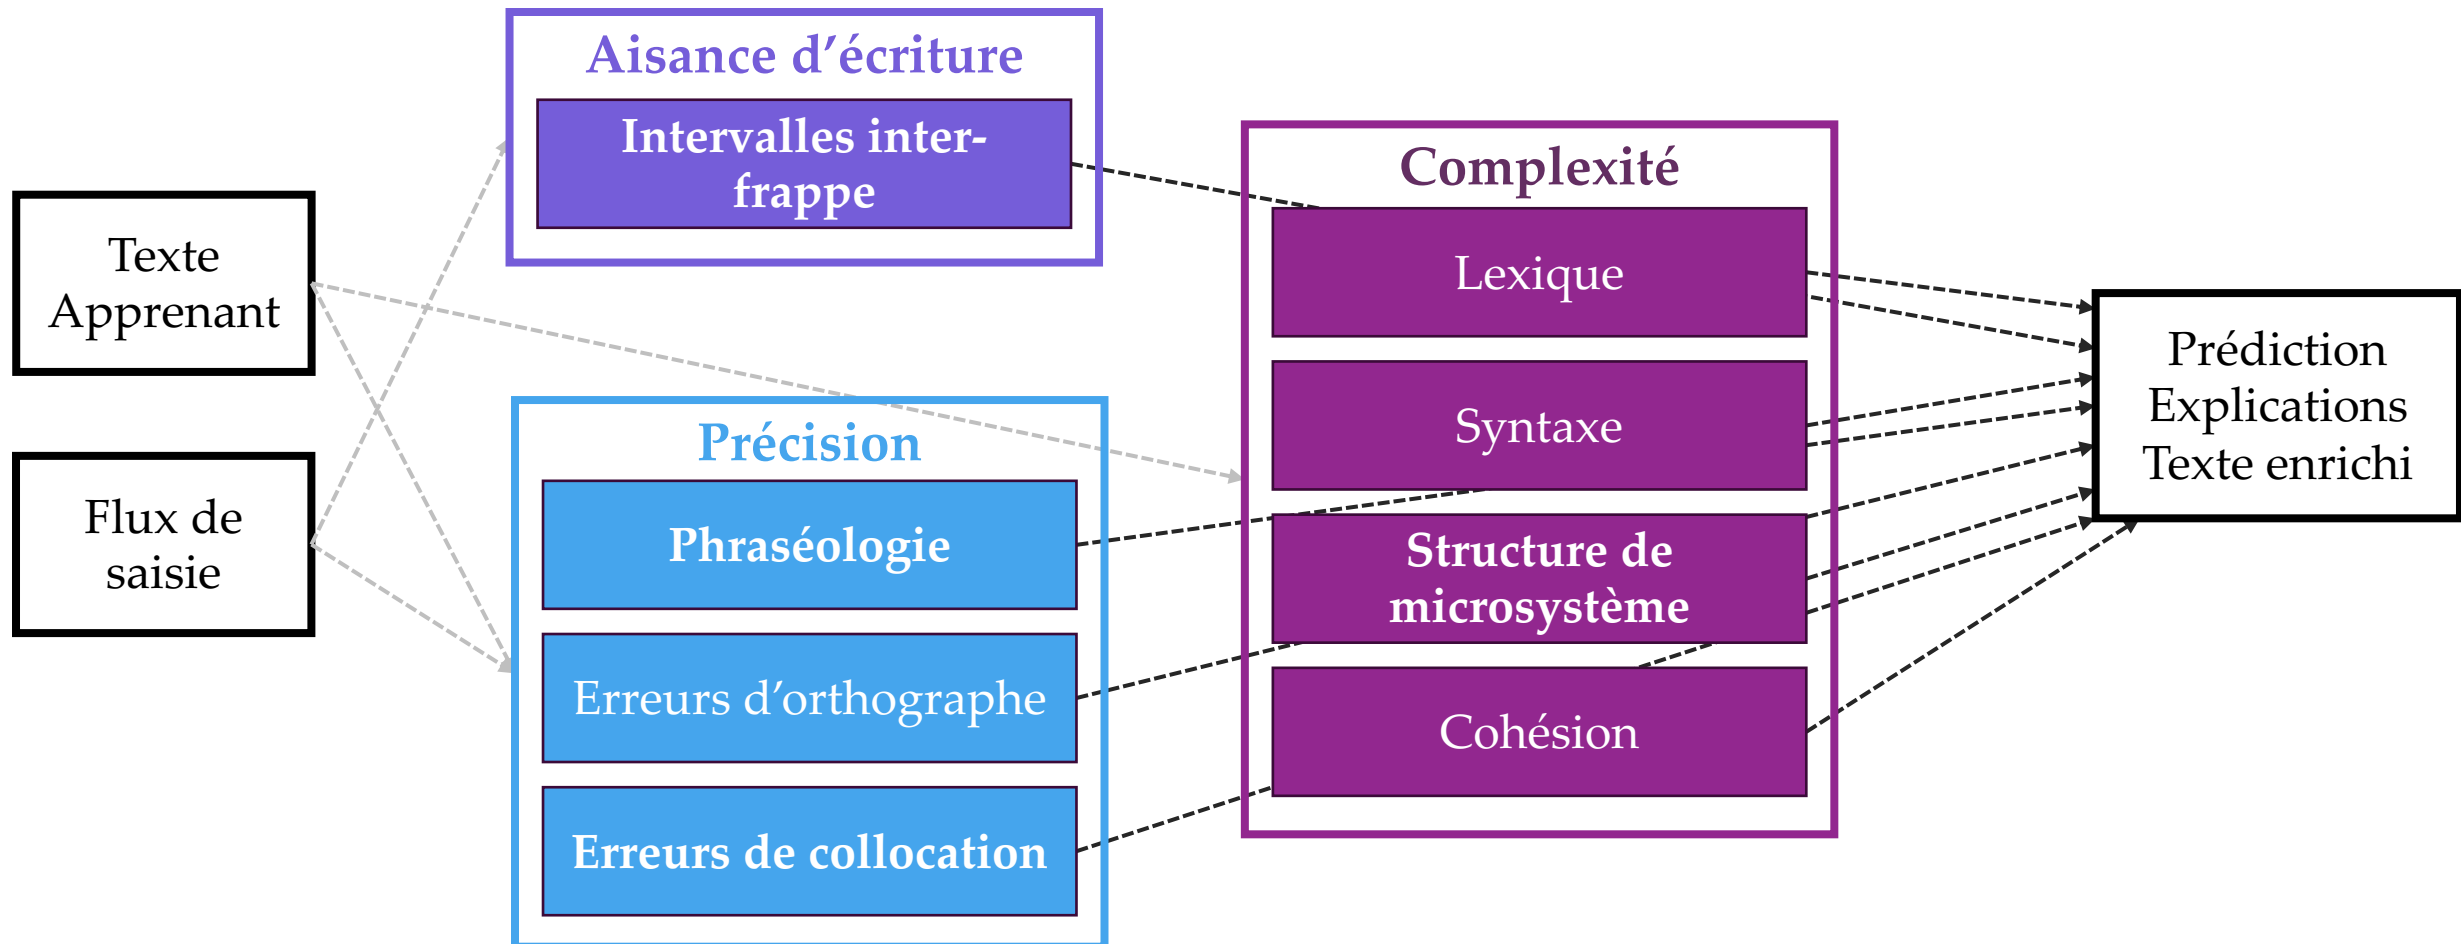 Texte
Apprenant
Flux de
saisie
Aisance d’écriture
Intervalles inter-
frappe
Précision
Phraséologie
Erreurs d’orthographe
Erreurs de collocation
Complexité
Lexique
Syntaxe
Structure de
microsystème
Cohésion
Prédiction
Explications
Texte enrichi